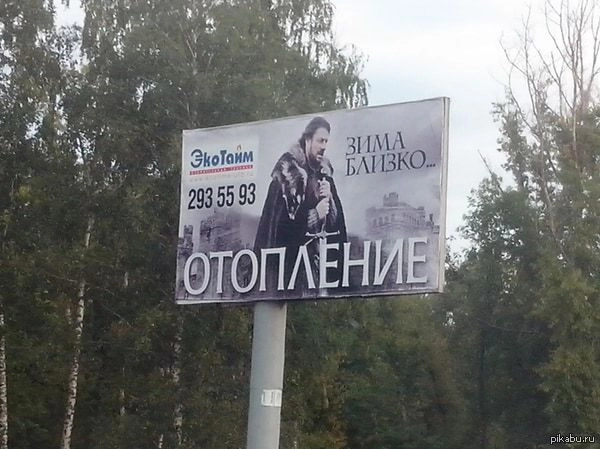 ЭкоТайм
293 55 93
ЗИМА
БЛИЗКО...
ОТОПЛЕНИЕ
pikabu.ru